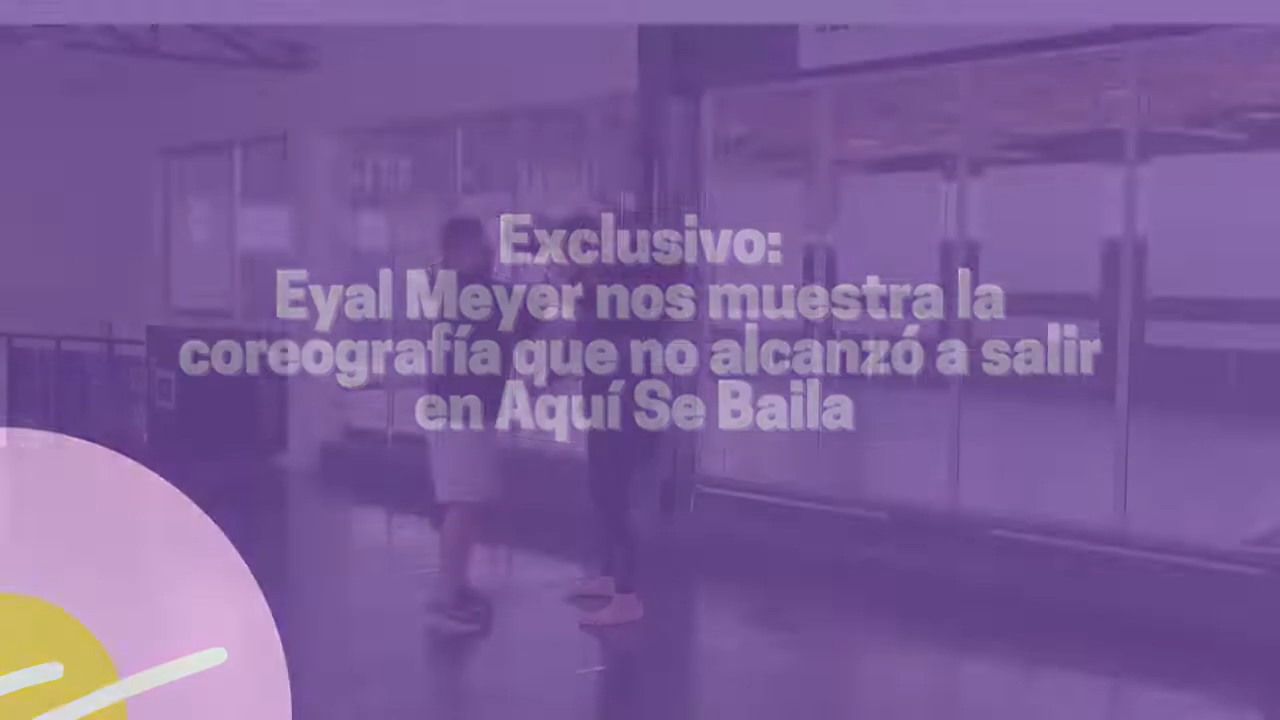 Exclusivo:
Eyal Meyer nos muestra la
coreografía que no alcanzó a salir
en Aquí Se Baila